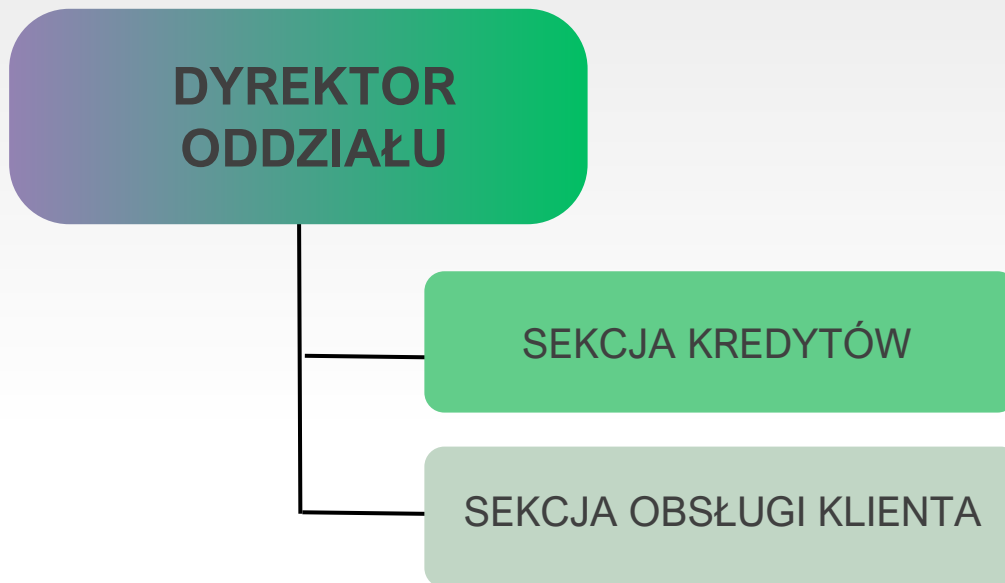 DYREKTOR
ODDZIAŁU
SEKCJA KREDYTÓW
SEKCJA OBSŁUGI KLIENTA